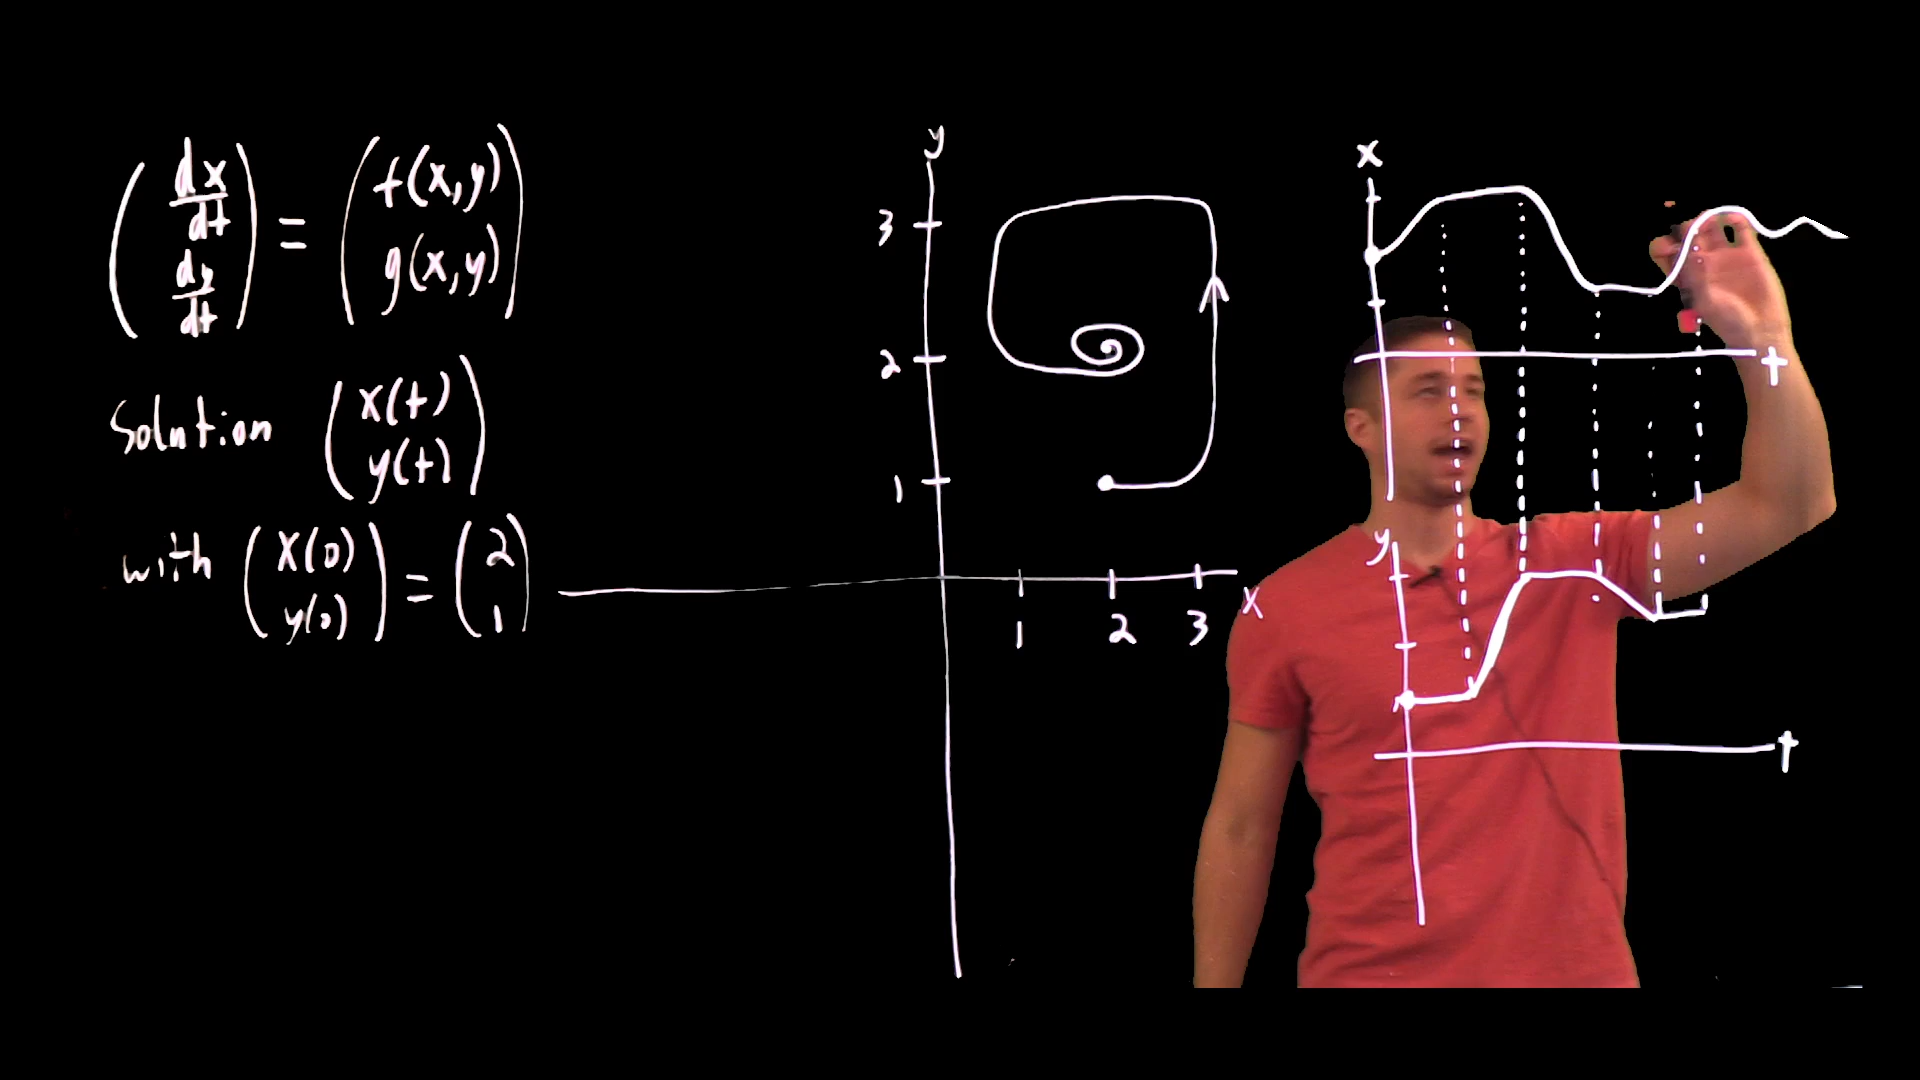 (dx/dt dy/dt) = (f(x,y) g(x,y))
Solution (x(t) y(t))
with (x(0) y(0)) = (2 1)
y
3
2
1
x
1 2 3
x
t
y
t